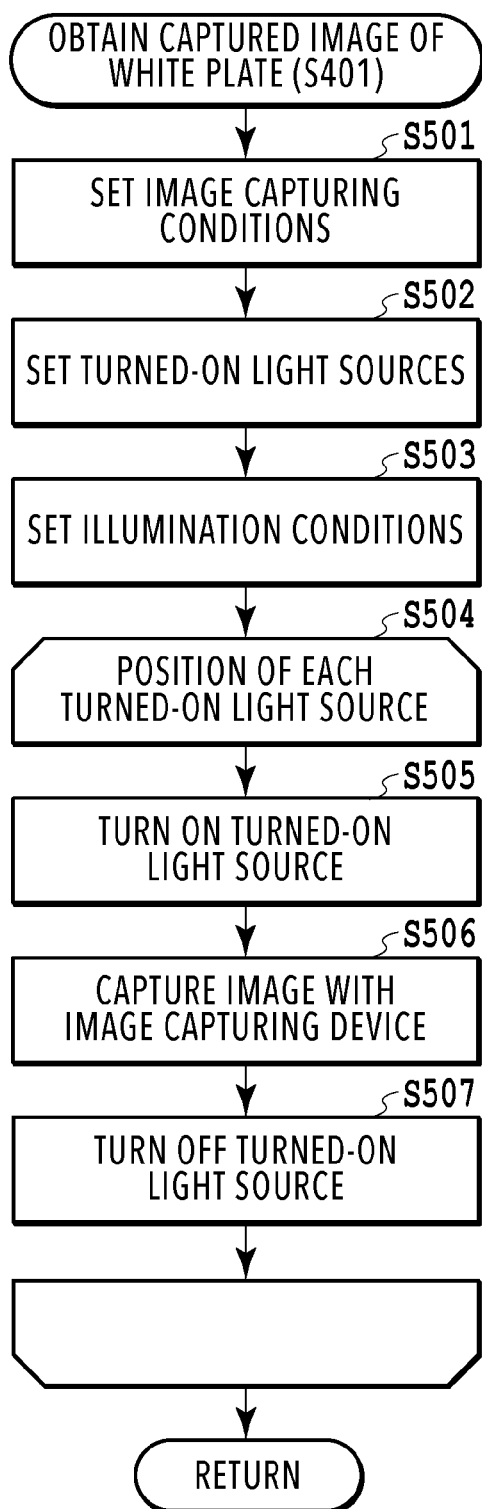 OBTAIN CAPTURED IMAGE OF
WHITE PLATE (S401)
S501
SET IMAGE CAPTURING
CONDITIONS
S502
SET TURNED-ON LIGHT SOURCES
S503
SET ILLUMINATION CONDITIONS
S504
POSITION OF EACH
TURNED-ON LIGHT SOURCE
S505
TURN ON TURNED-ON
LIGHT SOURCE
S506
CAPTURE IMAGE WITH
IMAGE CAPTURING DEVICE
S507
TURN OFF TURNED-ON
LIGHT SOURCE
RETURN